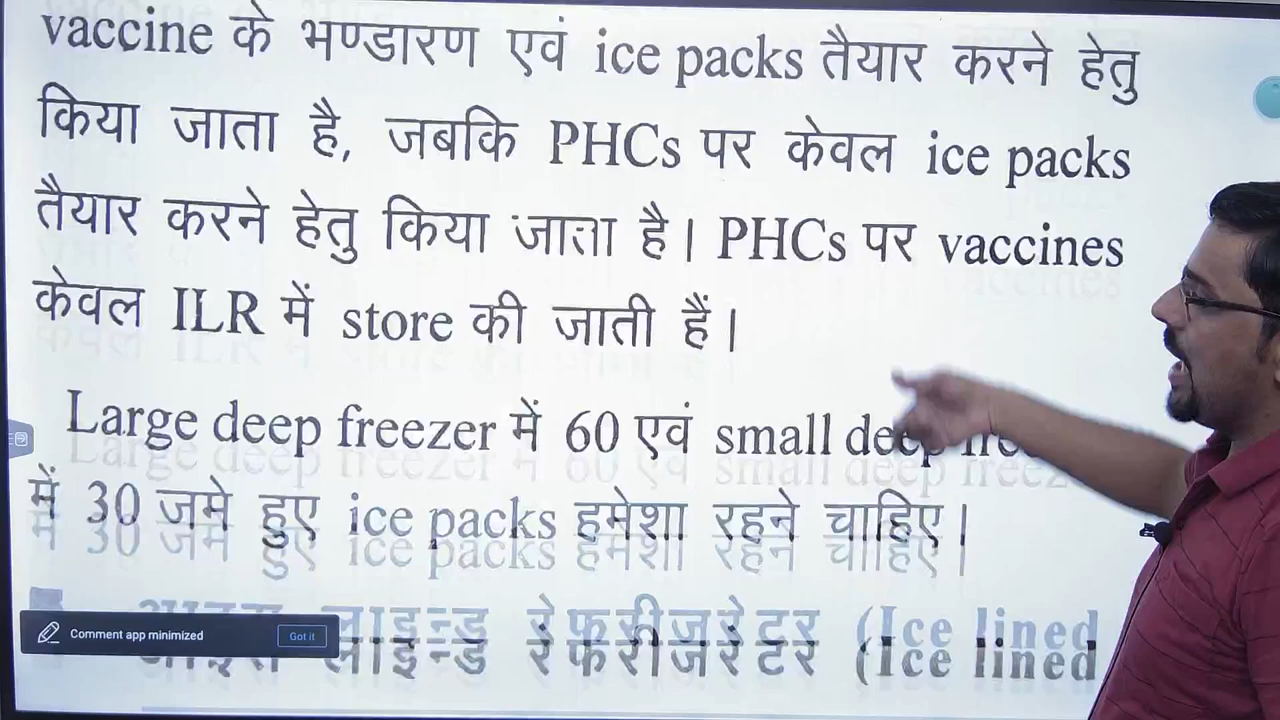 vaccine के भण्डारण एवं ice packs तैयार करने हेतु
किया जाता है, जबकि PHCs पर केवल ice packs
तैयार करने हेतु किया जाता है। PHCs पर vaccines
केवल ILR में store की जाती हैं।
Large deep freezer में 60 एवं small deep
में 30 जमे हुए ice packs हमेशा रहने चाहिए।
लाइन्ड रेफरीजरेटर (Ice lined
Comment app minimized
Got it